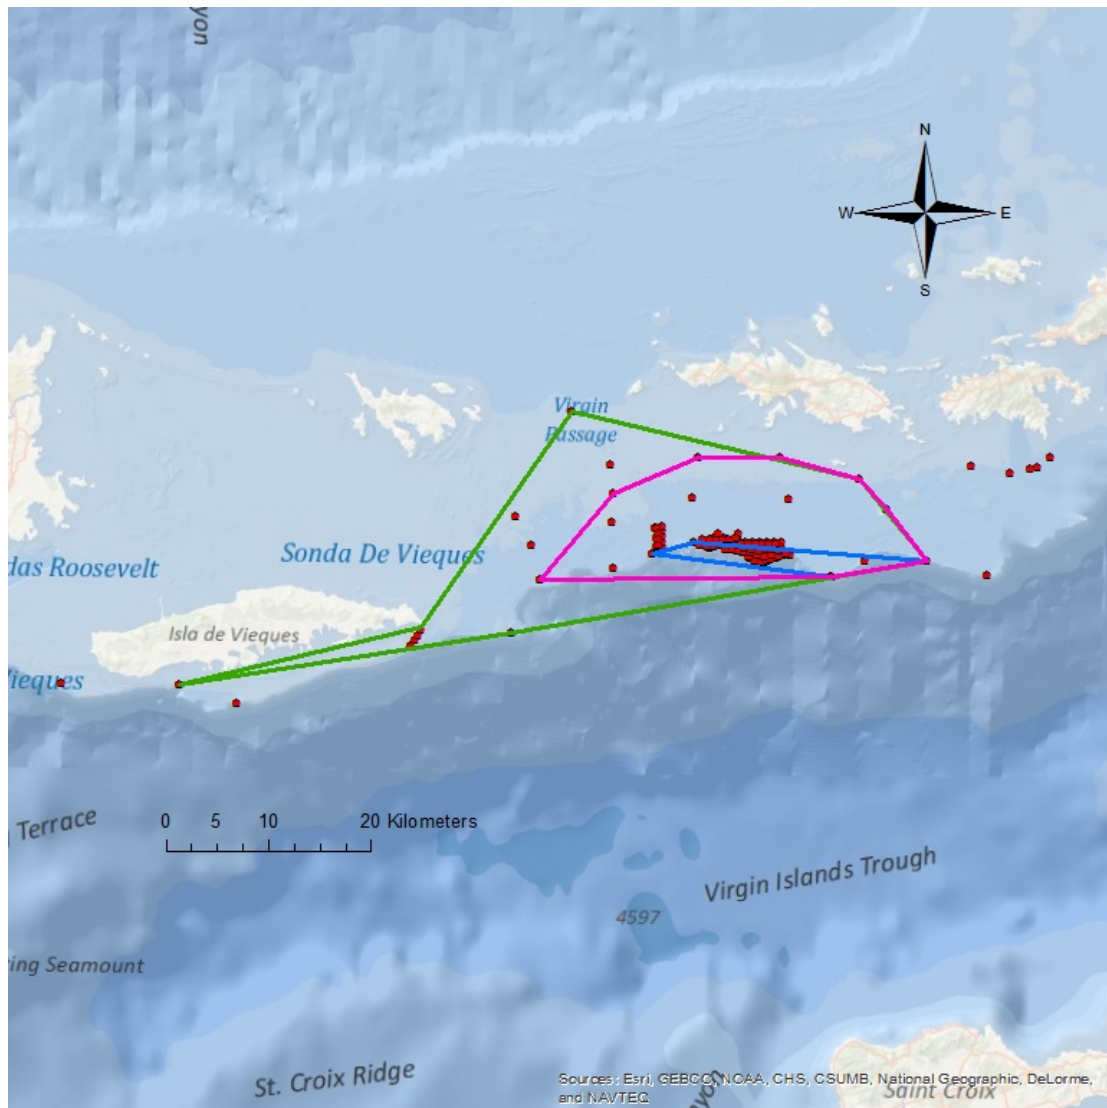 yon
N
W
E
S
Virgin
Passage
das Roosevelt
Sonda De Vieques
Isla de Vieques
Vieques
0 5 10 20 Kilometers
Terrace
Virgin Islands Trough
4597
ring Seamount
St. Croix Ridge
yon
Sources: Esri, GEBCO, NOAA, CHS, CSUMB, National Geographic, DeLorme,
and NAVTEQ
Saint Croix